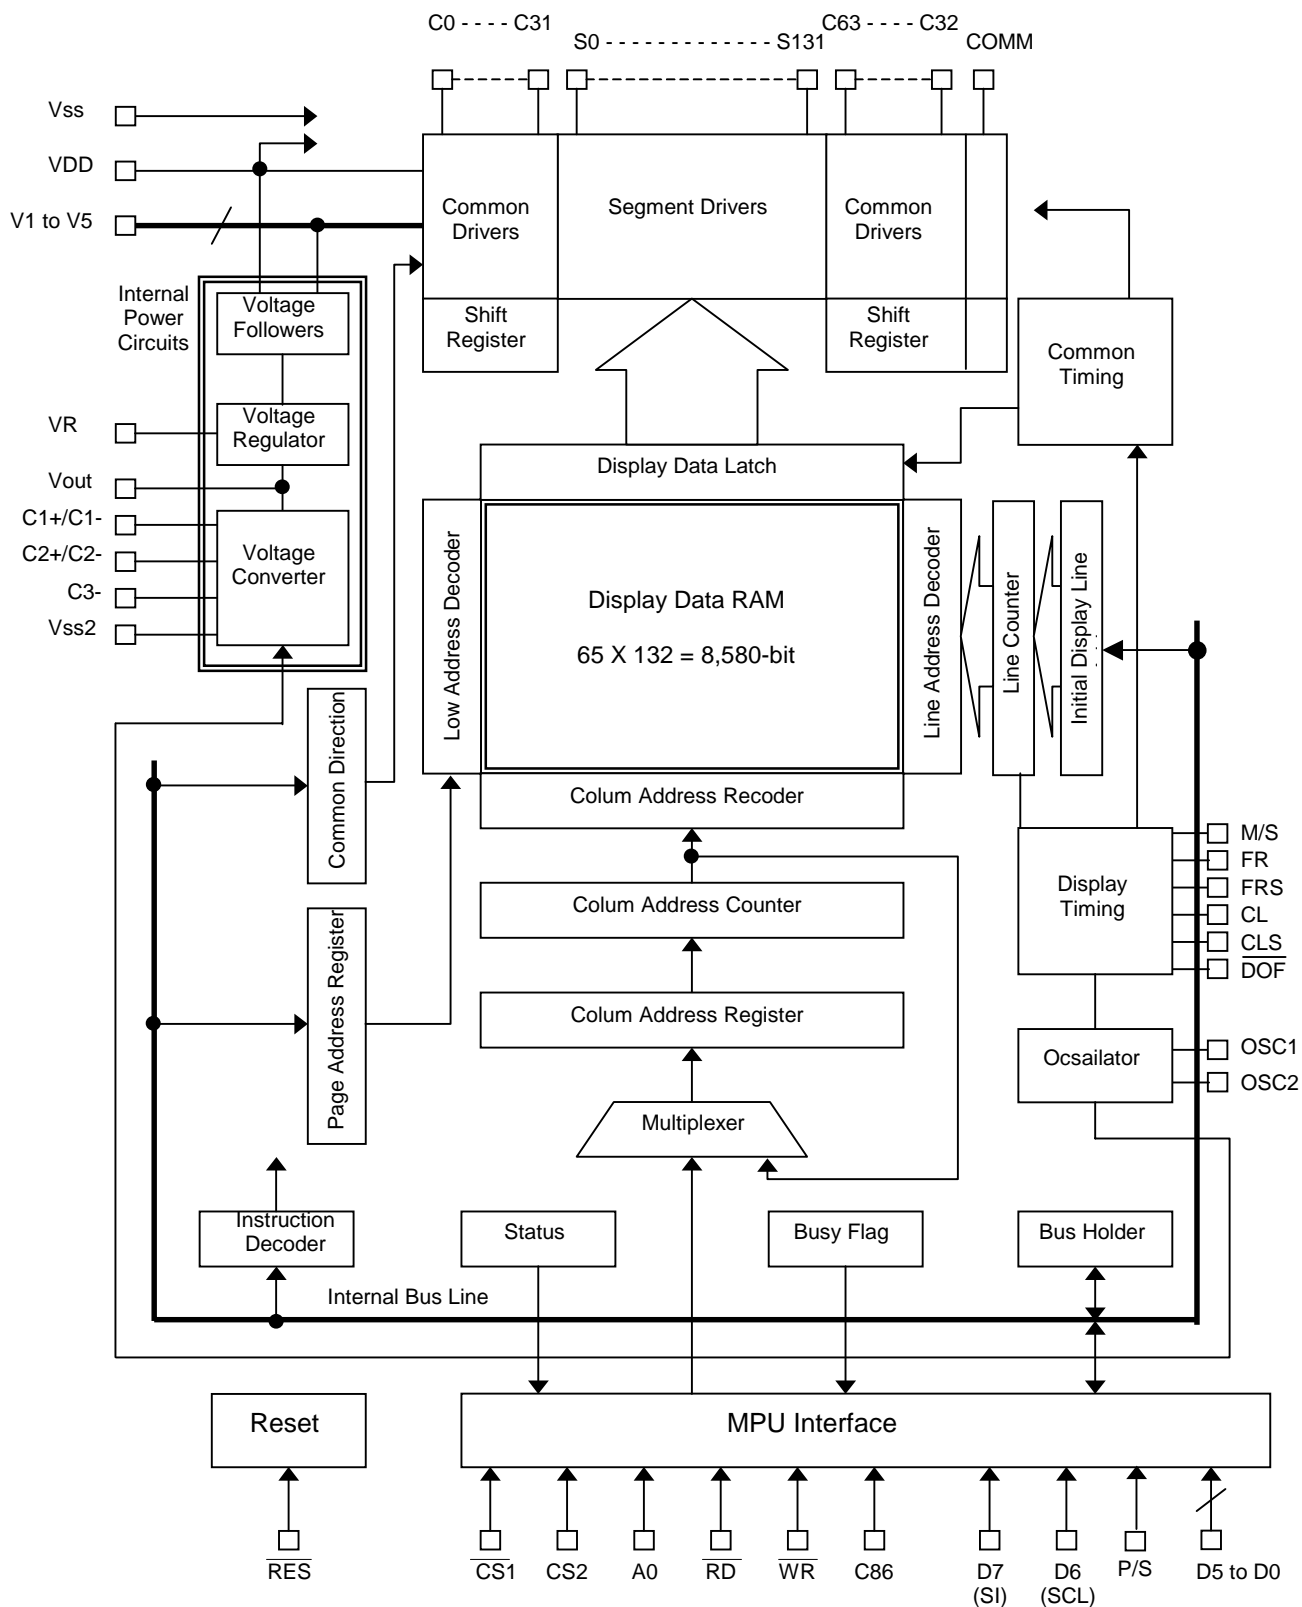 C0 - - - - C31
C63 - - - - C32
S0 - - - - - - - - - - - - S131
COMM
Vss
VDD
V1 to V5
Common
Drivers
Segment Drivers
Common
Drivers
Internal
Power
Circuits
Voltage
Followers
Shift
Register
Shift
Register
Common
Timing
VR
Voltage
Regulator
Vout
Display Data Latch
C1+/C1-
C2+/C2-
C3-
Vss2
Voltage
Converter
Low Address Decoder
Display Data RAM
65 X 132 = 8,580-bit
Line Address Decoder
Line Counter
Initial Display Line
Common Direction
Colum Address Recoder
M/S
FR
FRS
CL
CLS
DOF
Display
Timing
Colum Address Counter
Page Address Register
Colum Address Register
Ocsailator
OSC1
OSC2
Multiplexer
Instruction
Decoder
Status
Busy Flag
Bus Holder
Internal Bus Line
Reset
MPU Interface
RES
CS1
CS2
A0
RD
WR
C86
D7
(SI)
D6
(SCL)
P/S
D5 to D0